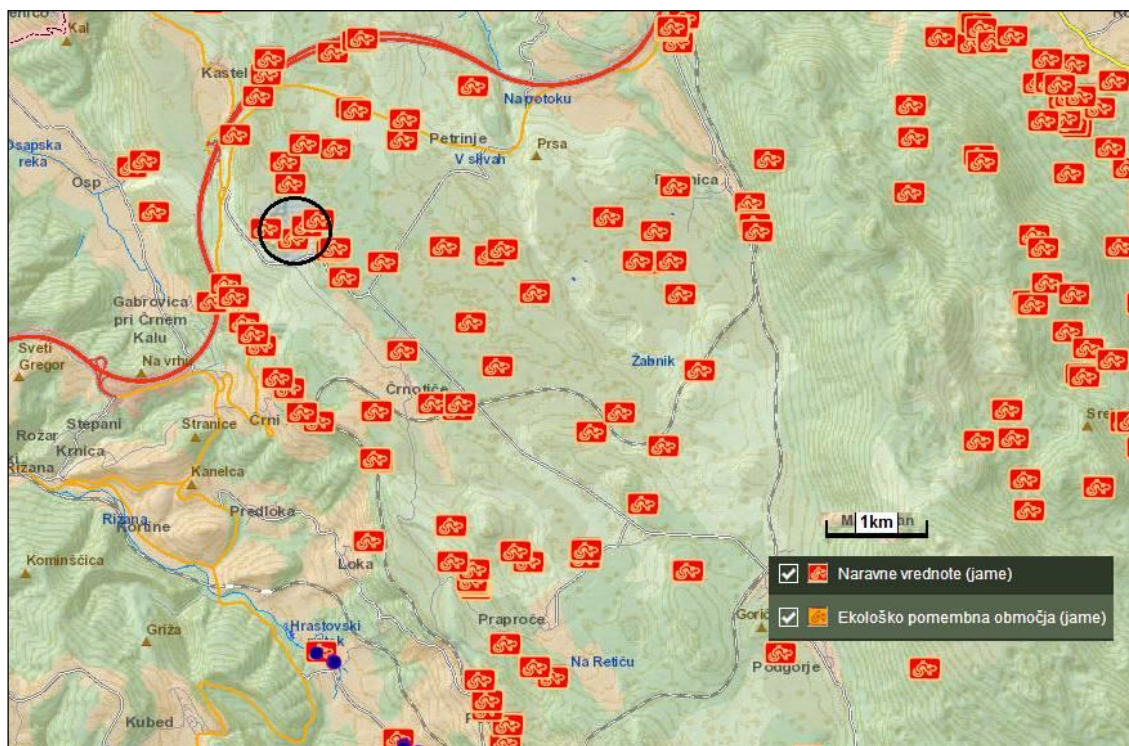 Kal
Kastel
Na potoku
Osapska
reka
Petrinje
V slivah
Prsa
Osp
Gabrovica
pri Črnem
Kalu
Sveti
Gregor
Na vrhu
Žabnik
Črnotiče
Stepani
Stranice
Črni
Rožar
Krnica
Rižana
Kanelca
Predloka
Rižana
Kortine
1km
Kominščica
Loka
Naravne vrednote (jame)
Praproče
Ekološko pomembna območja (jame)
Griža
Hrastovski
Na Retiču
Podgorje
Kubed